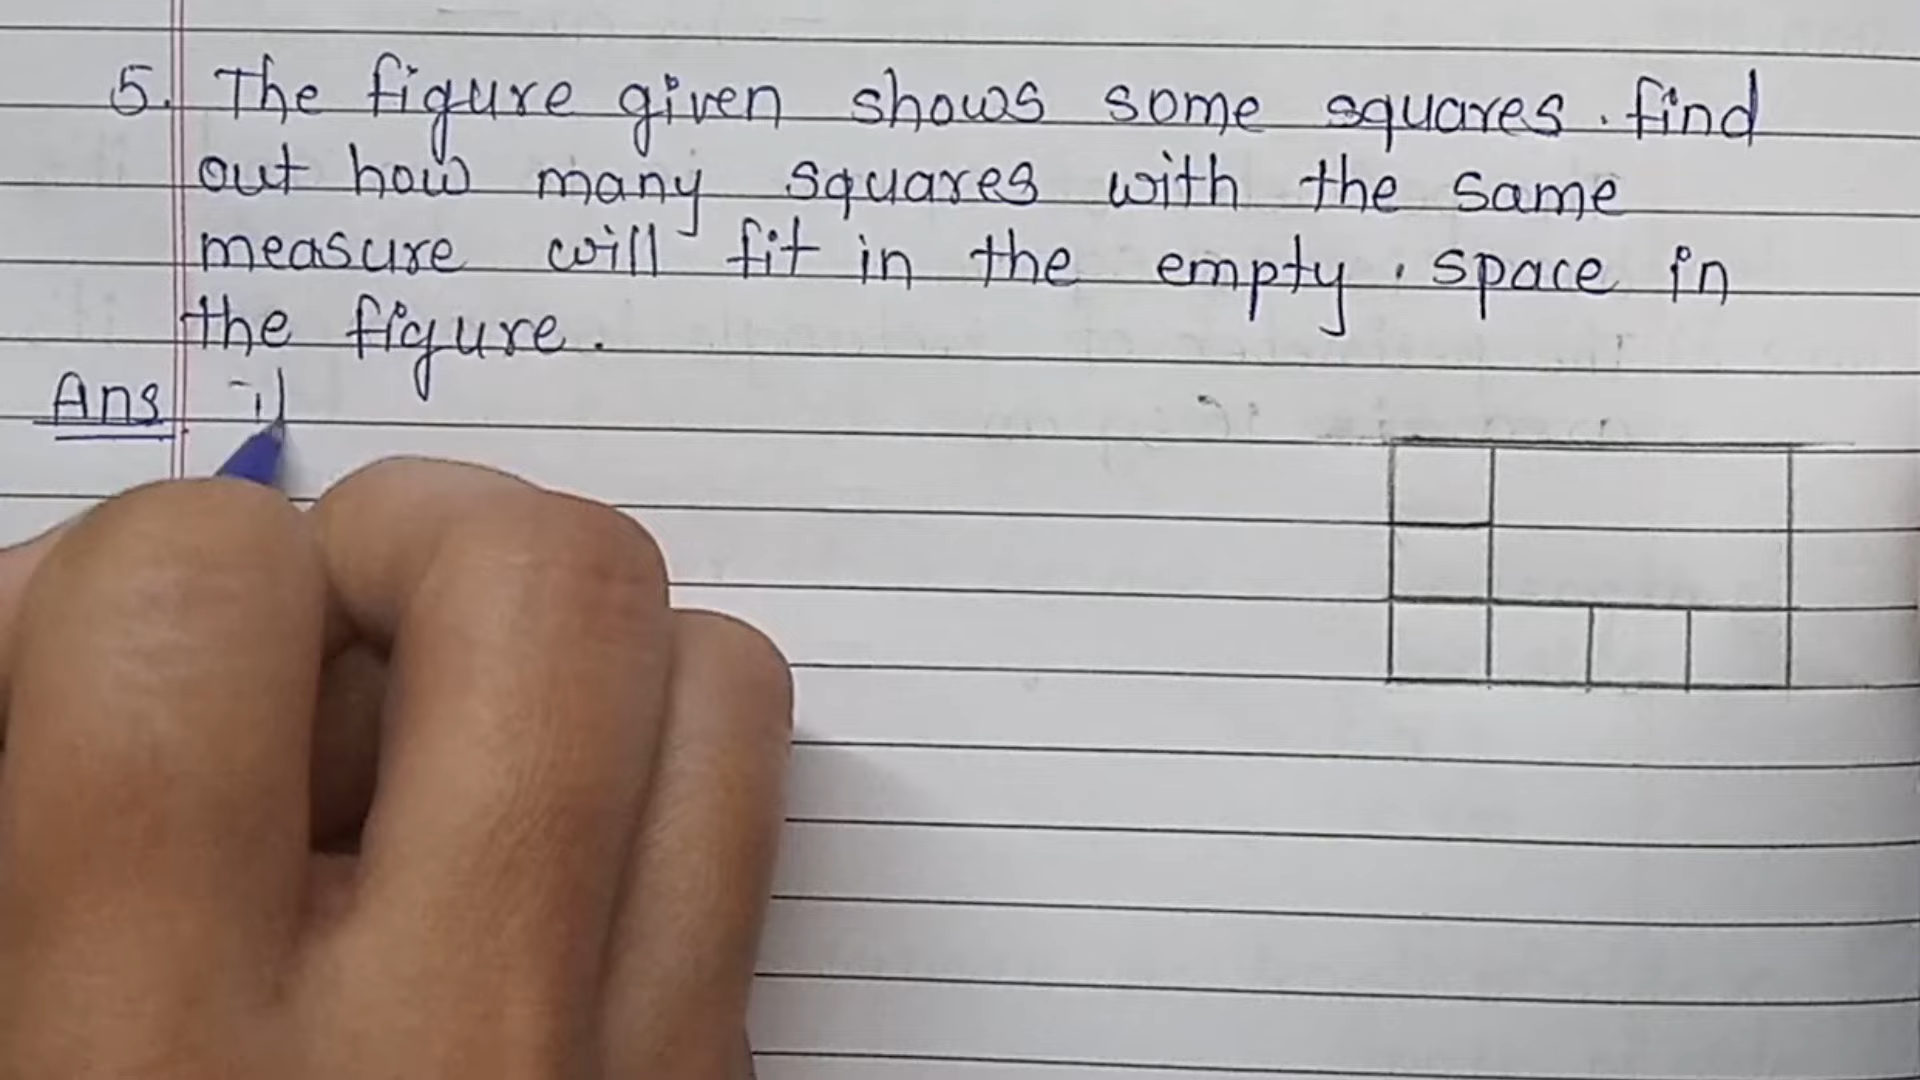 5. The figure given shows some squares. find
out how many squares with the same
measure will fit in the empty. space in
the figure.
Ans